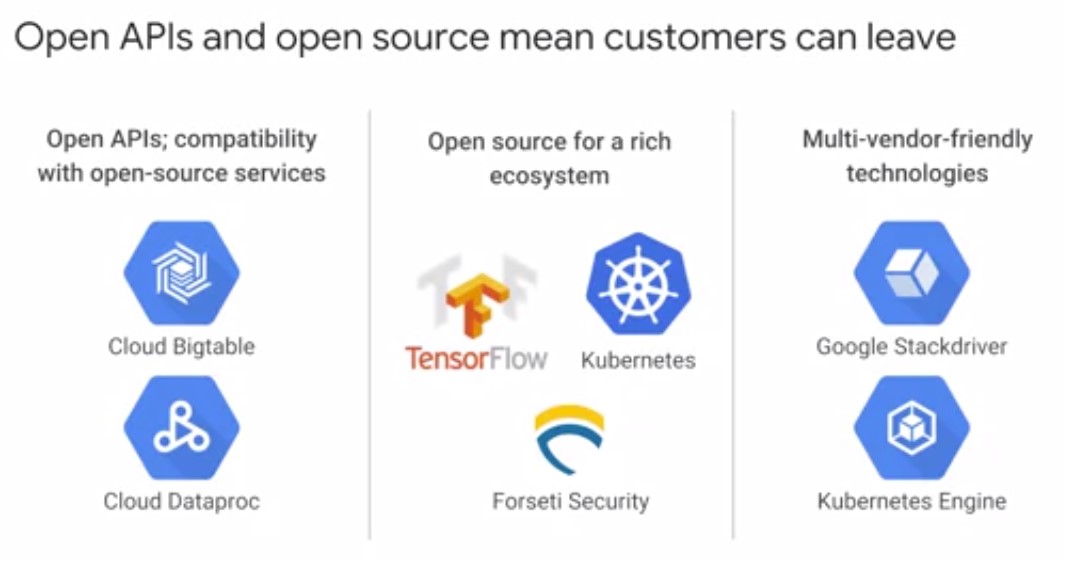 Open APIs and open source mean customers can leave
Open APIs; compatibility
with open-source services
Cloud Bigtable
Cloud Dataproc
Open source for a rich
ecosystem
TensorFlow
Kubernetes
Forseti Security
Multi-vendor-friendly
technologies
Google Stackdriver
Kubernetes Engine